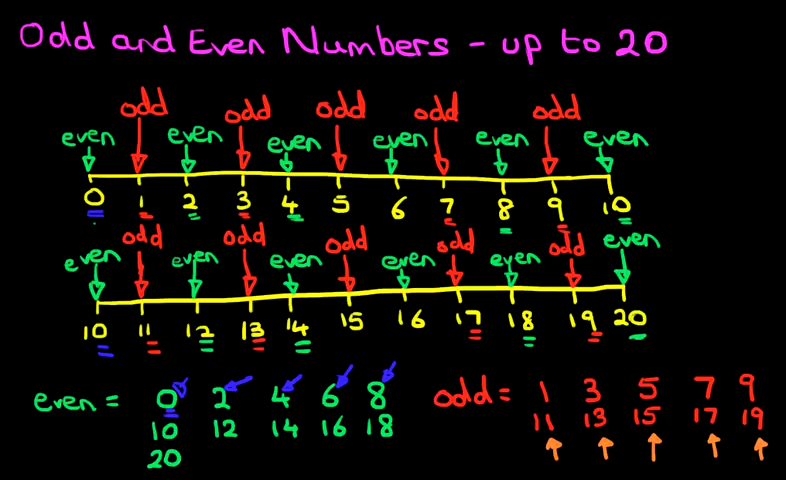 Odd and Even Numbers - up to 20
even odd even odd even odd even odd even odd even
0 1 2 3 4 5 6 7 8 9 10
even odd even odd even odd even odd even odd even
10 11 12 13 14 15 16 17 18 19 20
even = 0 2 4 6 8 odd = 1 3 5 7 9
10 12 14 16 18 11 13 15 17 19
20